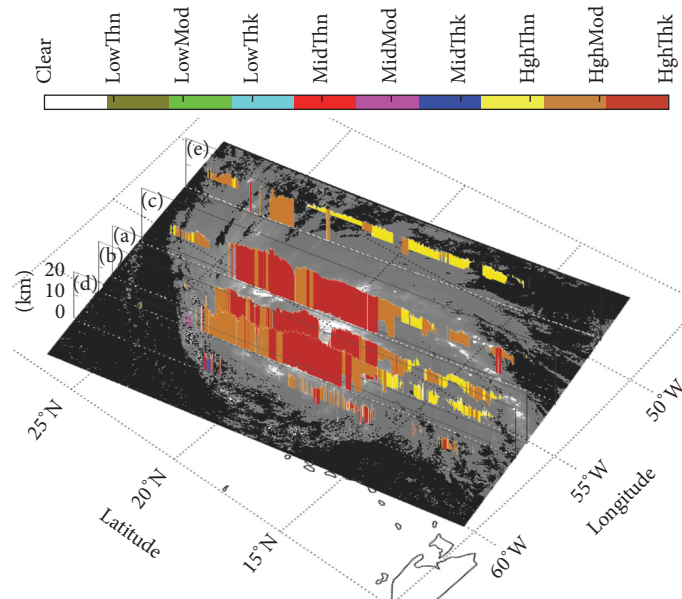 Clear
LowThn
LowMod
LowThk
MidThn
MidMod
MidThk
HghThn
HghMod
HghThk
(e)
(c)
(a)
(b)
(d)
20
10
0
(km)
25°N
20°N
15°N
Latitude
50°W
55°W
60°W
Longitude